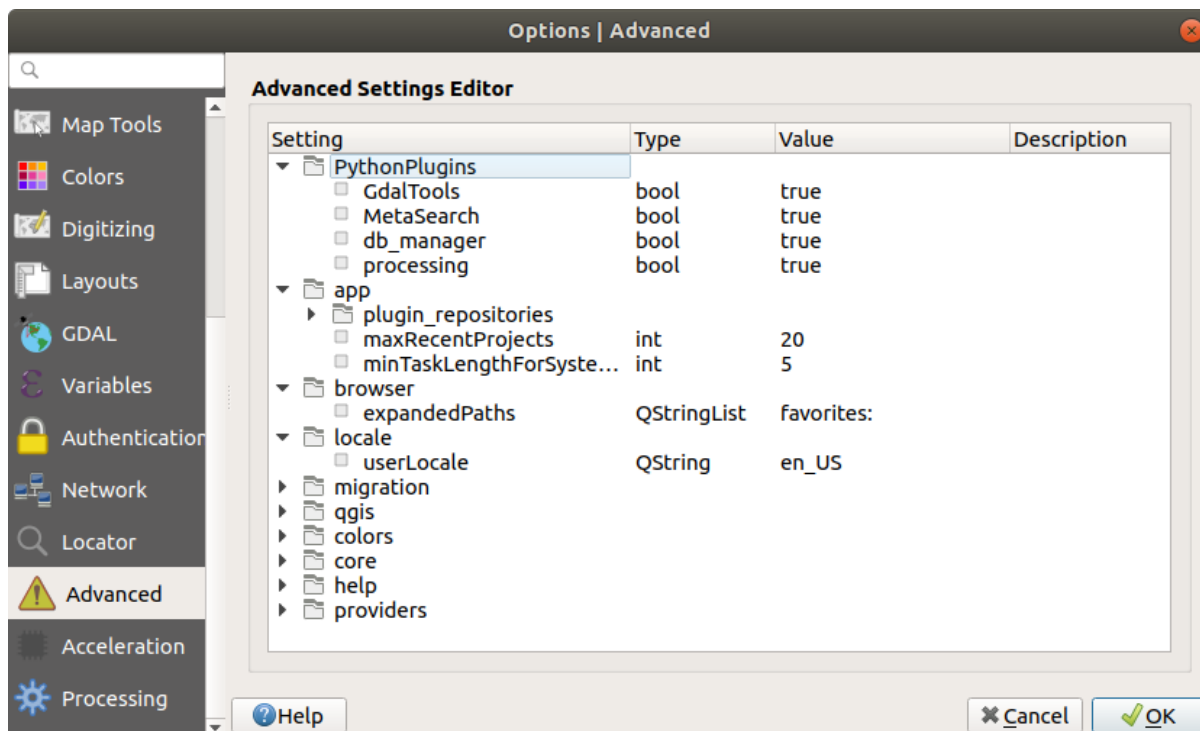 Options | Advanced
Map Tools
Colors
Digitizing
Layouts
GDAL
Variables
Authentication
Network
Locator
Advanced
Acceleration
Processing
Advanced Settings Editor
Setting Type Value Description
PythonPlugins
GdalTools bool true
MetaSearch bool true
db_manager bool true
processing bool true
app
plugin_repositories
maxRecentProjects int 20
minTaskLengthForSyste... int 5
browser
expandedPaths QStringList favorites:
locale
userLocale QString en_US
migration
qgis
colors
core
help
providers
Help Cancel OK